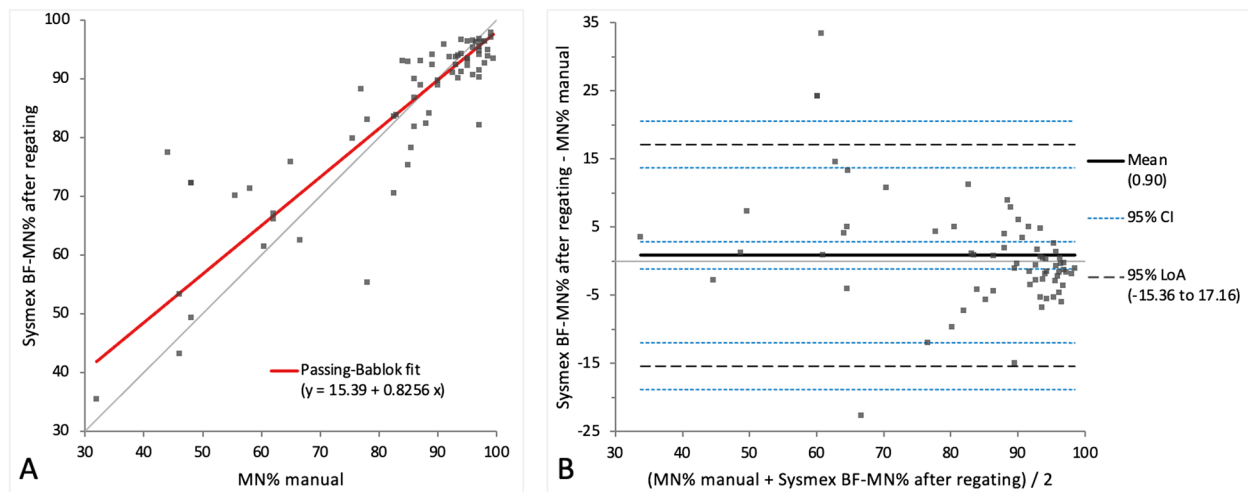 100
90
80
70
60
50
40
30
Sysmex BF-MN% after regating
Passing-Bablok fit
(y = 15.39 + 0.8256 x)
30 40 50 60 70 80 90 100
MN% manual
A
35
25
15
5
-5
-15
-25
Sysmex BF-MN% after regating - MN% manual
Mean
(0.90)
95% CI
95% LoA
(-15.36 to 17.16)
30 40 50 60 70 80 90 100
(MN% manual + Sysmex BF-MN% after regating) / 2
B